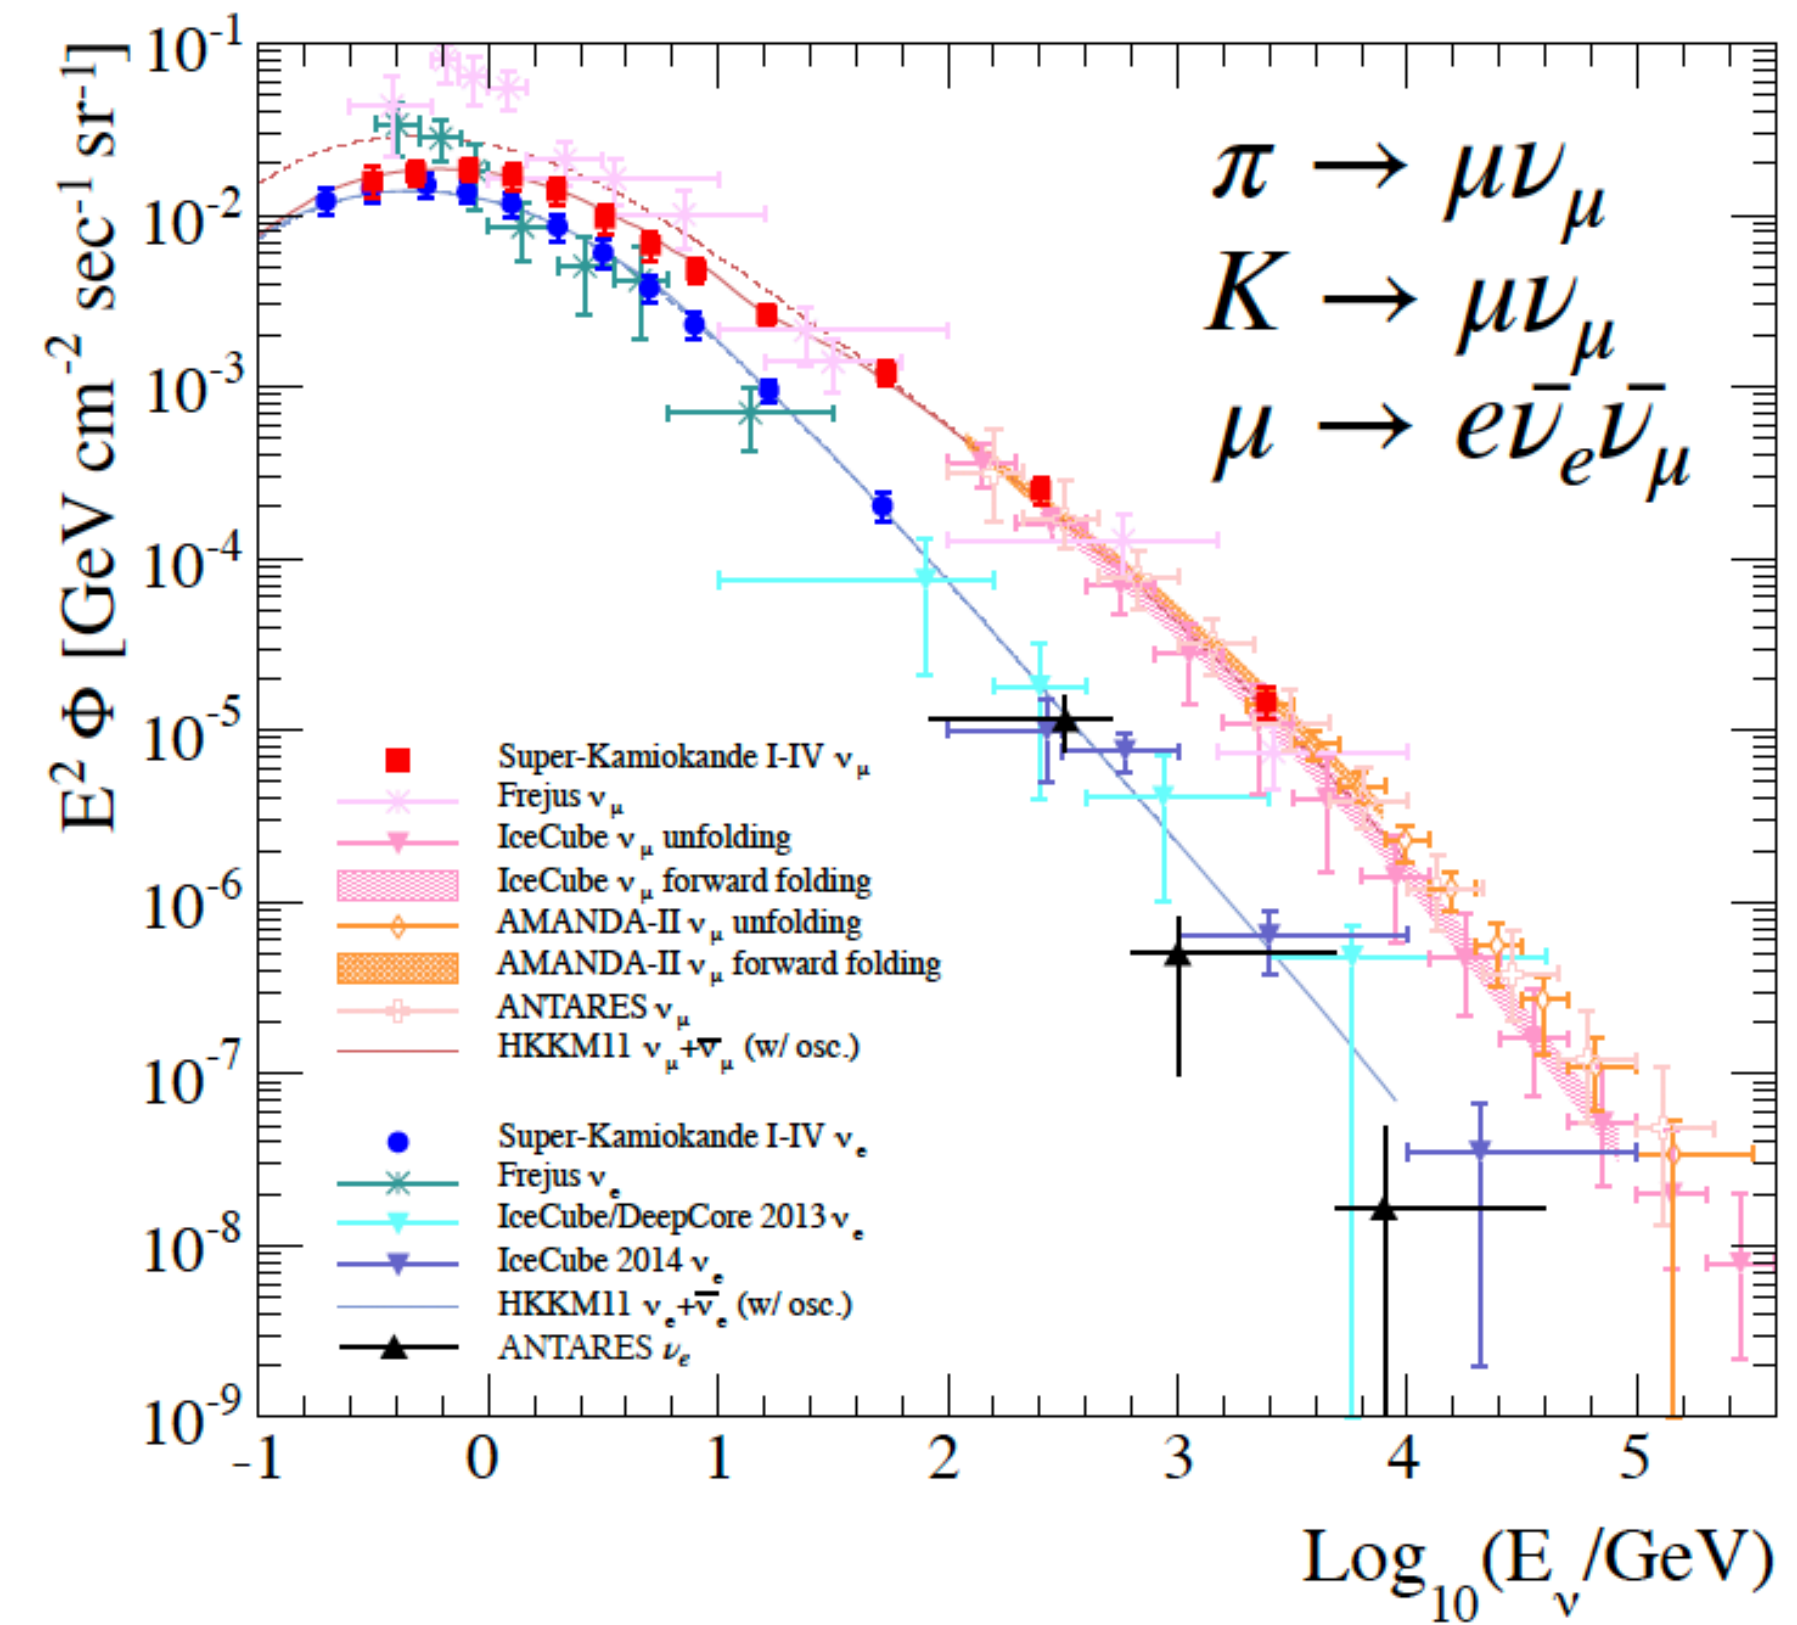 E² Φ [GeV cm⁻² sec⁻¹ sr⁻¹]
10⁻¹
10⁻²
10⁻³
10⁻⁴
10⁻⁵
10⁻⁶
10⁻⁷
10⁻⁸
10⁻⁹
π → μν_μ
K → μν_μ
μ → eν̄_eν̄_μ
Super-Kamiokande I-IV ν_μ
Frejus ν_μ
IceCube ν_μ unfolding
IceCube ν_μ forward folding
AMANDA-II ν_μ unfolding
AMANDA-II ν_μ forward folding
ANTARES ν_μ
HKKM11 ν_μ+ν̄_μ (w/ osc.)
Super-Kamiokande I-IV ν_e
Frejus ν_e
IceCube/DeepCore 2013 ν_e
IceCube 2014 ν_e
HKKM11 ν_e+ν̄_e (w/ osc.)
ANTARES ν_e
-1 0 1 2 3 4 5
Log₁₀(E_ν/GeV)